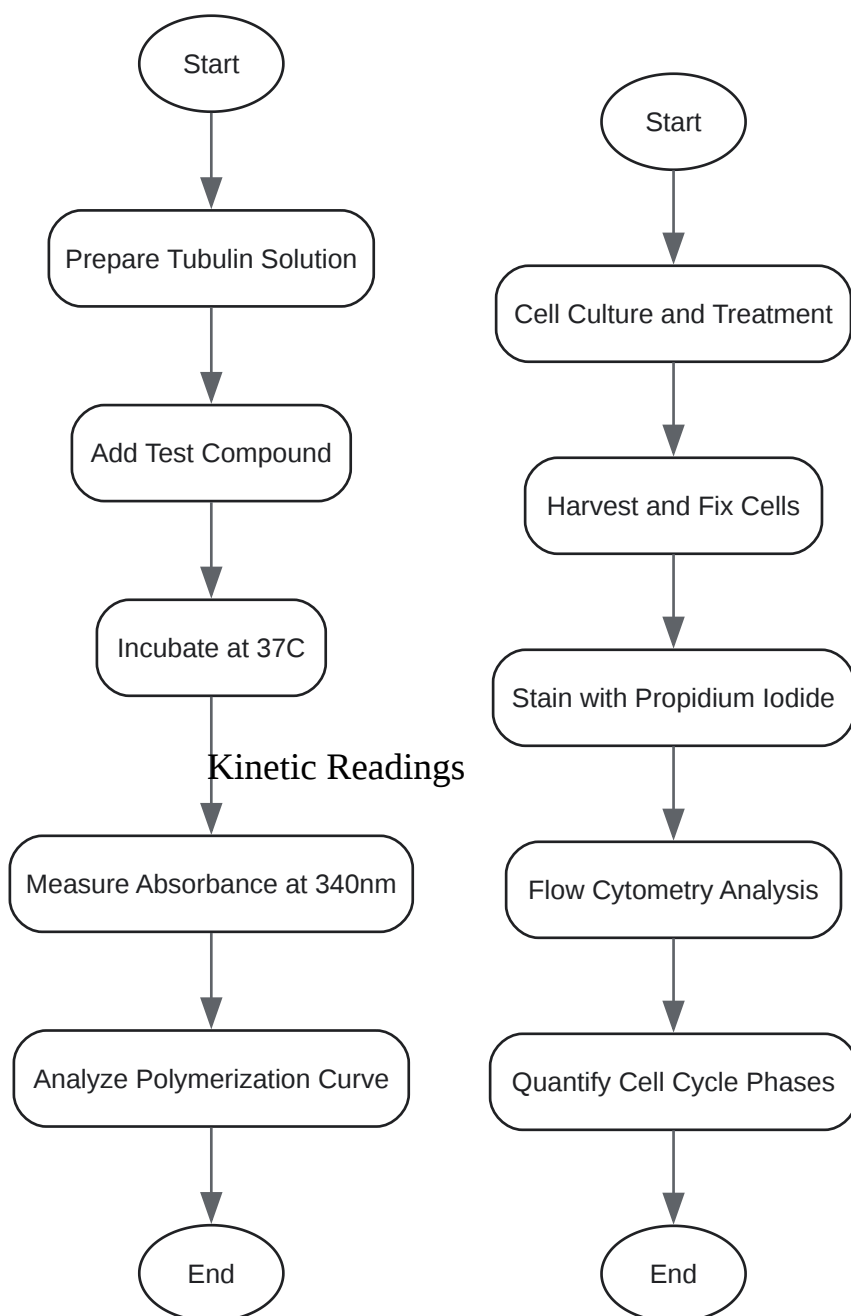 Start
Prepare Tubulin Solution
Add Test Compound
Incubate at 37C
Kinetic Readings
Measure Absorbance at 340nm
Analyze Polymerization Curve
End
Start
Cell Culture and Treatment
Harvest and Fix Cells
Stain with Propidium Iodide
Flow Cytometry Analysis
Quantify Cell Cycle Phases
End